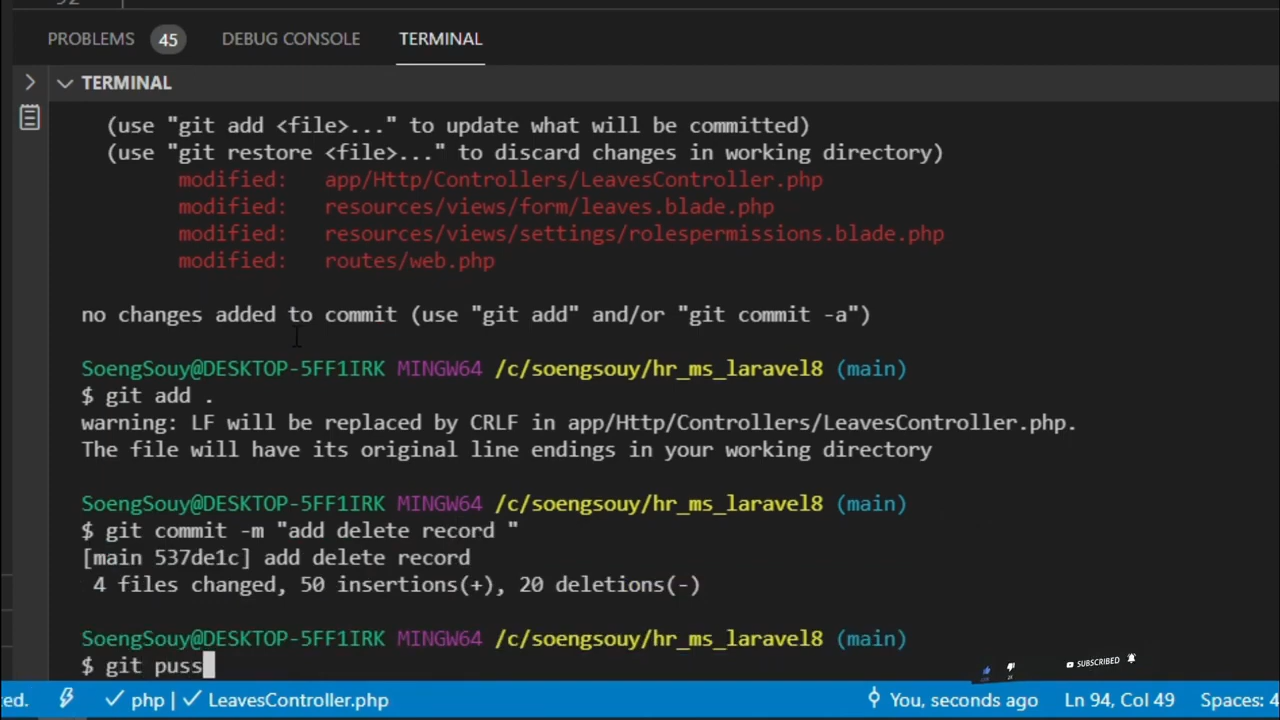 PROBLEMS 45 DEBUG CONSOLE TERMINAL
TERMINAL
(use "git add <file>..." to update what will be committed)
(use "git restore <file>..." to discard changes in working directory)
modified: app/Http/Controllers/LeavesController.php
modified: resources/views/form/leaves.blade.php
modified: resources/views/settings/rolespermissions.blade.php
modified: routes/web.php
no changes added to commit (use "git add" and/or "git commit -a")
SoengSouy@DESKTOP-5FF1IRK MINGW64 /c/soengsouy/hr_ms_laravel8 (main)
$ git add .
warning: LF will be replaced by CRLF in app/Http/Controllers/LeavesController.php.
The file will have its original line endings in your working directory
SoengSouy@DESKTOP-5FF1IRK MINGW64 /c/soengsouy/hr_ms_laravel8 (main)
$ git commit -m "add delete record "
[main 537de1c] add delete record
4 files changed, 50 insertions(+), 20 deletions(-)
SoengSouy@DESKTOP-5FF1IRK MINGW64 /c/soengsouy/hr_ms_laravel8 (main)
$ git puss
SUBSCRIBED
ted. php | LeavesController.php You, seconds ago Ln 94, Col 49 Spaces: 4